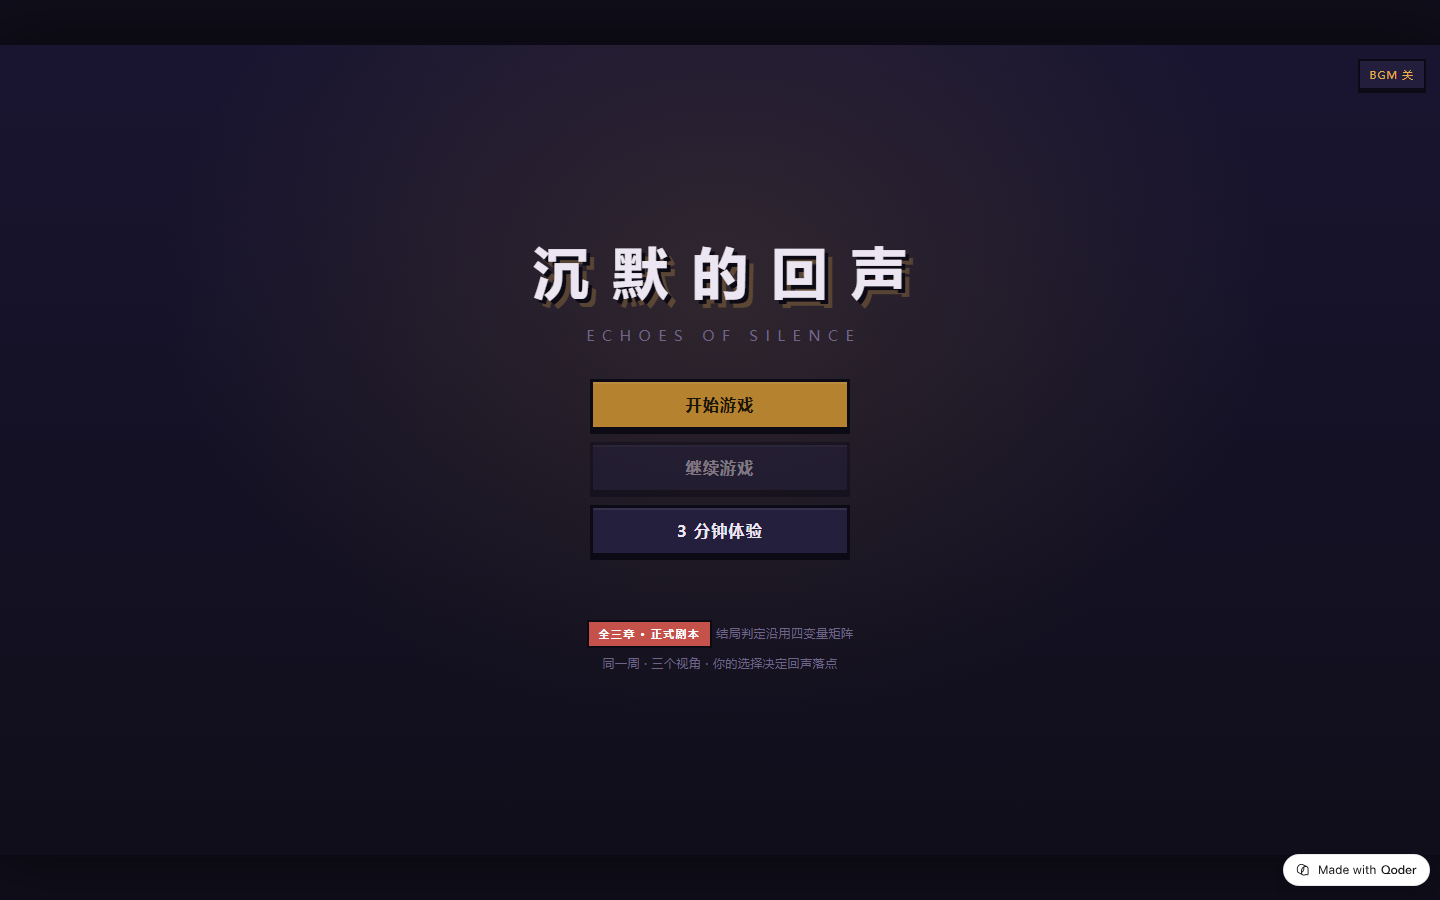 BGM 关
沉默的回声
ECHOES OF SILENCE
开始游戏
继续游戏
3 分钟体验
全三章 • 正式剧本 结局判定沿用四变量矩阵
同一周 · 三个视角 · 你的选择决定回声落点
Made with Qoder